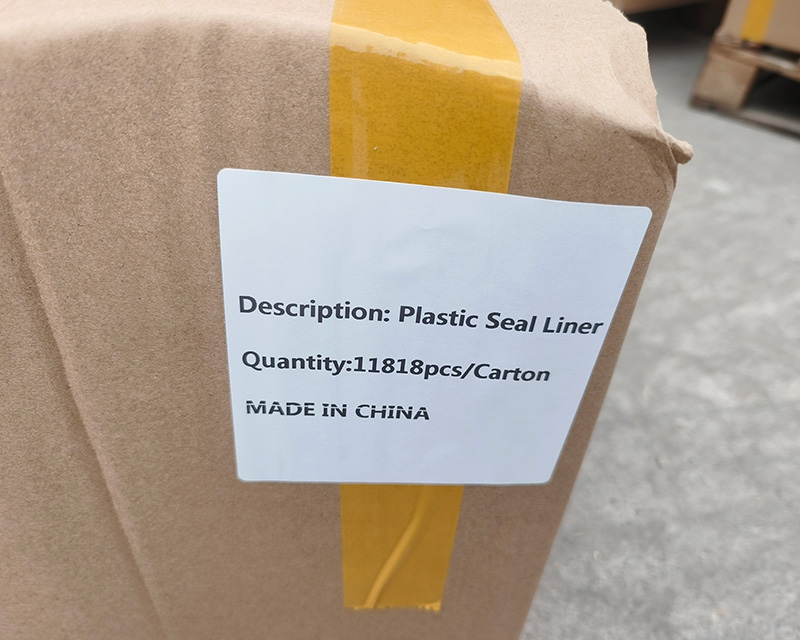 Description: Plastic Seal Liner
Quantity:11818pcs/Carton
MADE IN CHINA